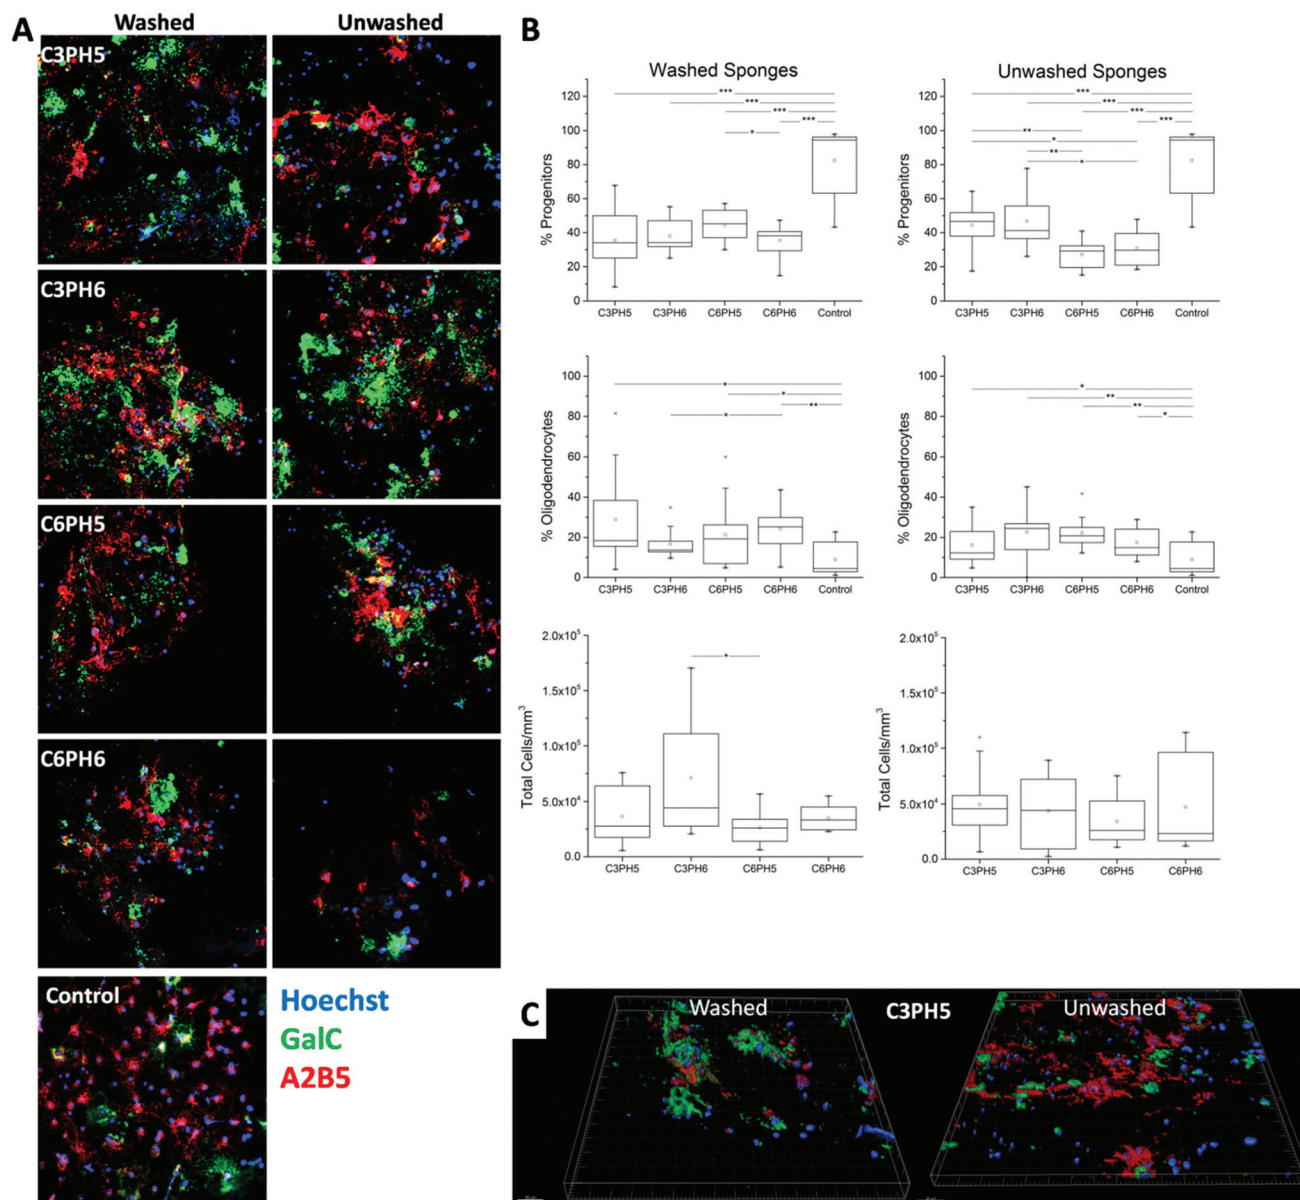 A
Washed
Unwashed
C3PH5
C3PH6
C6PH5
C6PH6
Control
Hoechst
GalC
A2B5
B
Washed Sponges
% Progenitors
120
100
80
60
40
20
0
***
***
***
***
*
C3PH5 C3PH6 C6PH5 C6PH6 Control
Unwashed Sponges
% Progenitors
120
100
80
60
40
20
0
***
***
***
***
**
*
**
*
C3PH5 C3PH6 C6PH5 C6PH6 Control
% Oligodendrocytes
100
80
60
40
20
0
*
*
**
*
C3PH5 C3PH6 C6PH5 C6PH6 Control
% Oligodendrocytes
100
80
60
40
20
0
*
**
**
*
C3PH5 C3PH6 C6PH5 C6PH6 Control
Total Cells/mm³
2.0x10⁵
1.5x10⁵
1.0x10⁵
5.0x10⁴
0.0
*
C3PH5 C3PH6 C6PH5 C6PH6
Total Cells/mm³
2.0x10⁵
1.5x10⁵
1.0x10⁵
5.0x10⁴
0.0
C3PH5 C3PH6 C6PH5 C6PH6
C
Washed
C3PH5
Unwashed